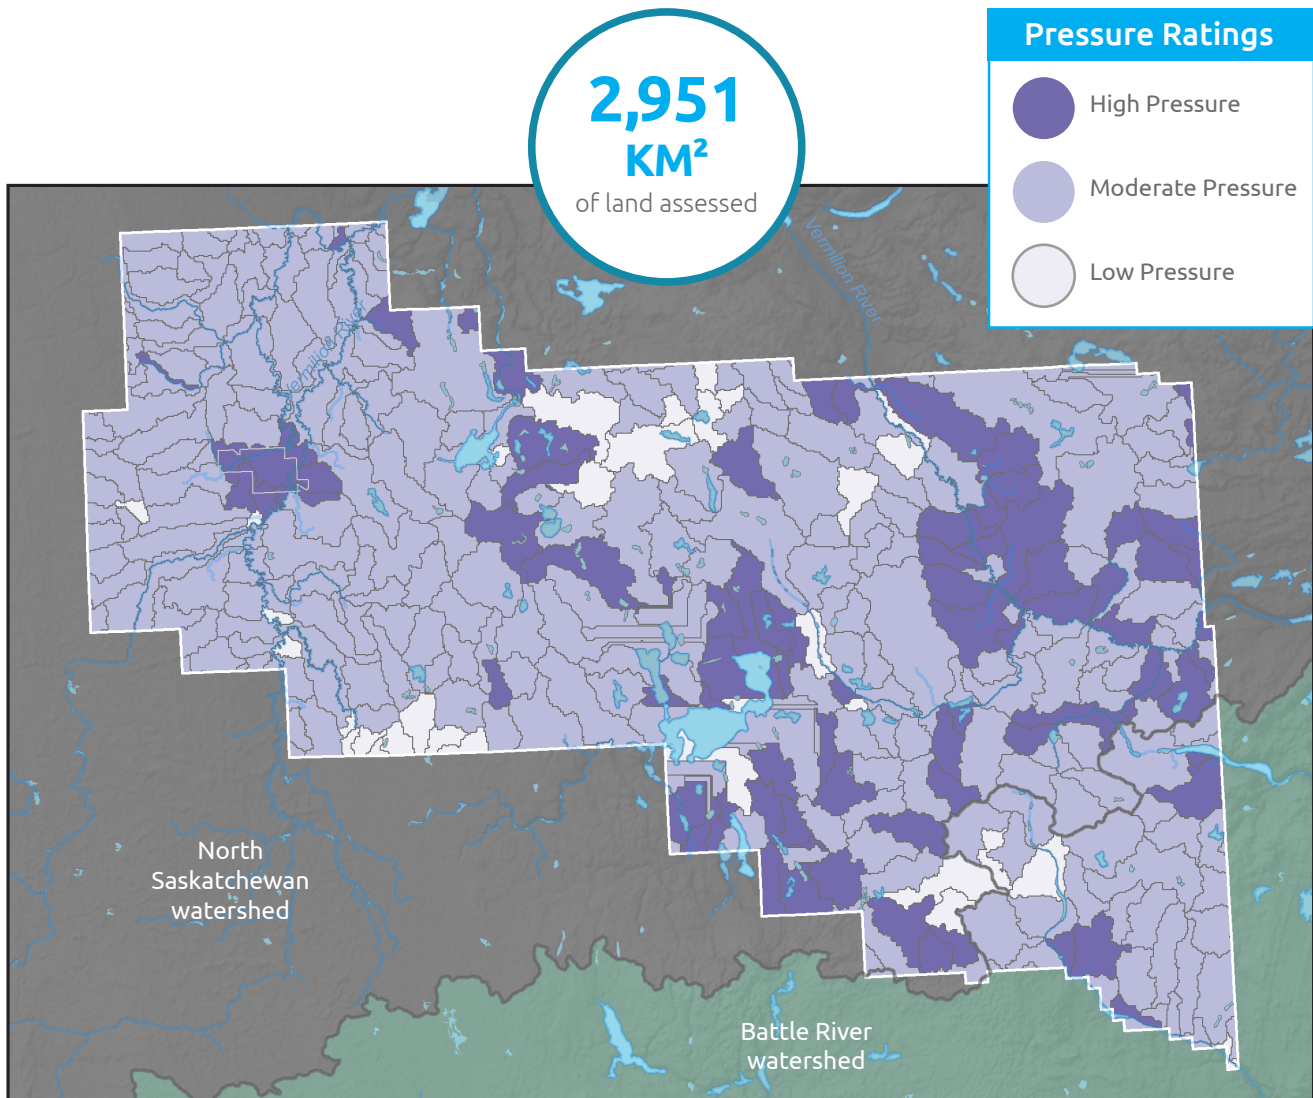 2,951
KM²
of land assessed
Pressure Ratings
High Pressure
Moderate Pressure
Low Pressure
Vermilion River
Vermilion River
North
Saskatchewan
watershed
Battle River
watershed